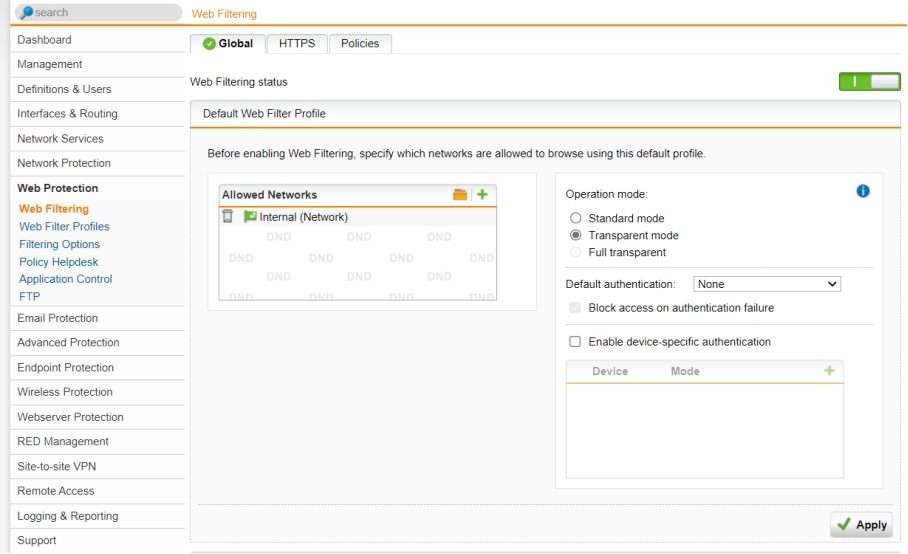 search
Web Filtering
Dashboard
Management
Definitions & Users
Interfaces & Routing
Network Services
Network Protection
Web Protection
Web Filtering
Web Filter Profiles
Filtering Options
Policy Helpdesk
Application Control
FTP
Email Protection
Advanced Protection
Endpoint Protection
Wireless Protection
Webserver Protection
RED Management
Site-to-site VPN
Remote Access
Logging & Reporting
Support
Global HTTPS Policies
Web Filtering status
Default Web Filter Profile
Before enabling Web Filtering, specify which networks are allowed to browse using this default profile.
Allowed Networks
Internal (Network)
DND DND DND
DND DND DND DND
DND DND DND
DND DND DND DND
Operation mode:
Standard mode
Transparent mode
Full transparent
Default authentication: None
Block access on authentication failure
Enable device-specific authentication
Device Mode
Apply